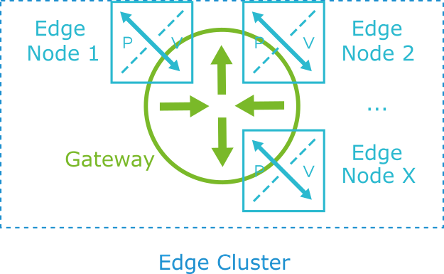 Edge
Node 1
P V
P V
Edge
Node 2
...
Gateway
P V
Edge
Node X
Edge Cluster